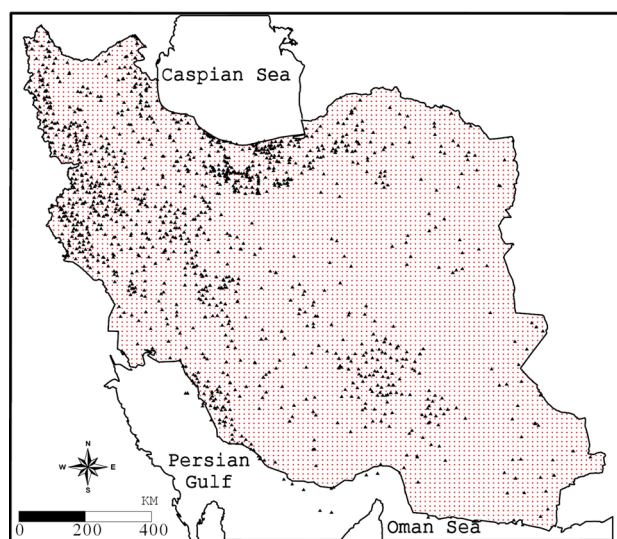 Caspian Sea
N
W
E
S
Persian
Gulf
KM
0
200
400
Oman Sea